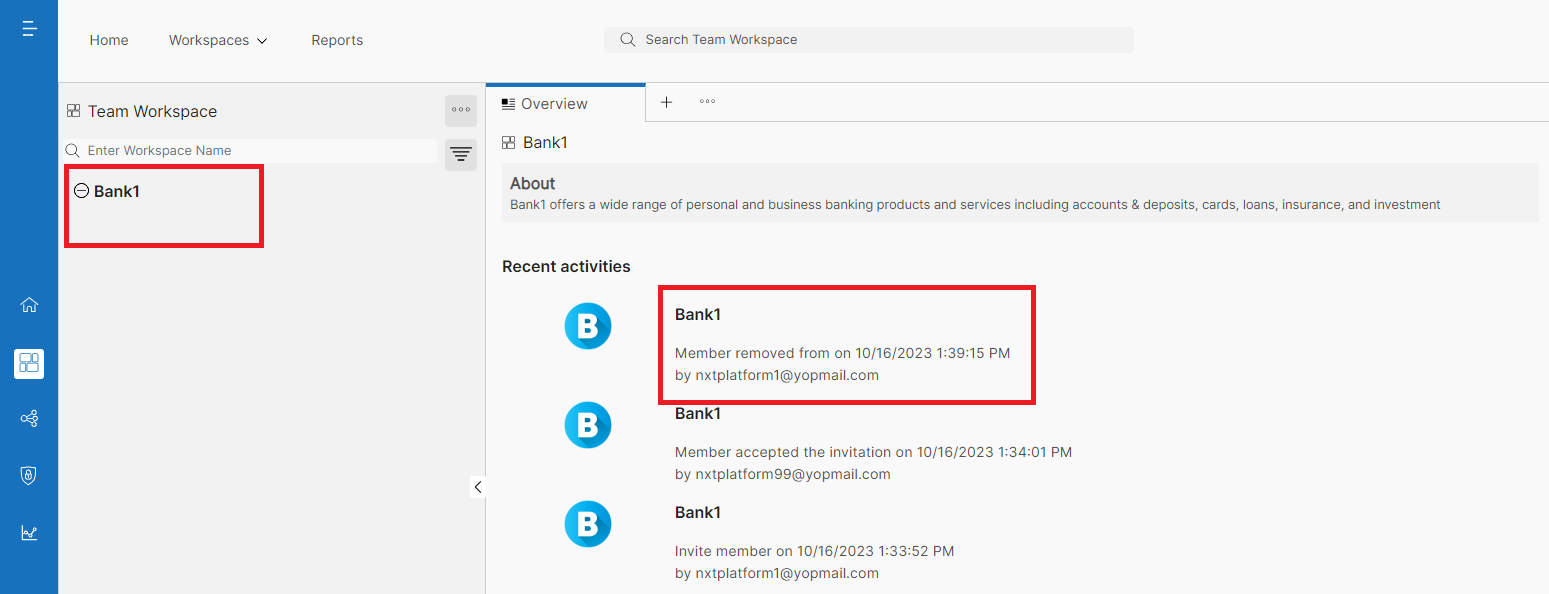 Home
Workspaces
Reports
Search Team Workspace
Team Workspace
Enter Workspace Name
Bank1
Overview
Bank1
About
Bank1 offers a wide range of personal and business banking products and services including accounts & deposits, cards, loans, insurance, and investment
Recent activities
B
Bank1
Member removed from on 10/16/2023 1:39:15 PM
by nxtplatform1@yopmail.com
B
Bank1
Member accepted the invitation on 10/16/2023 1:34:01 PM
by nxtplatform99@yopmail.com
B
Bank1
Invite member on 10/16/2023 1:33:52 PM
by nxtplatform1@yopmail.com